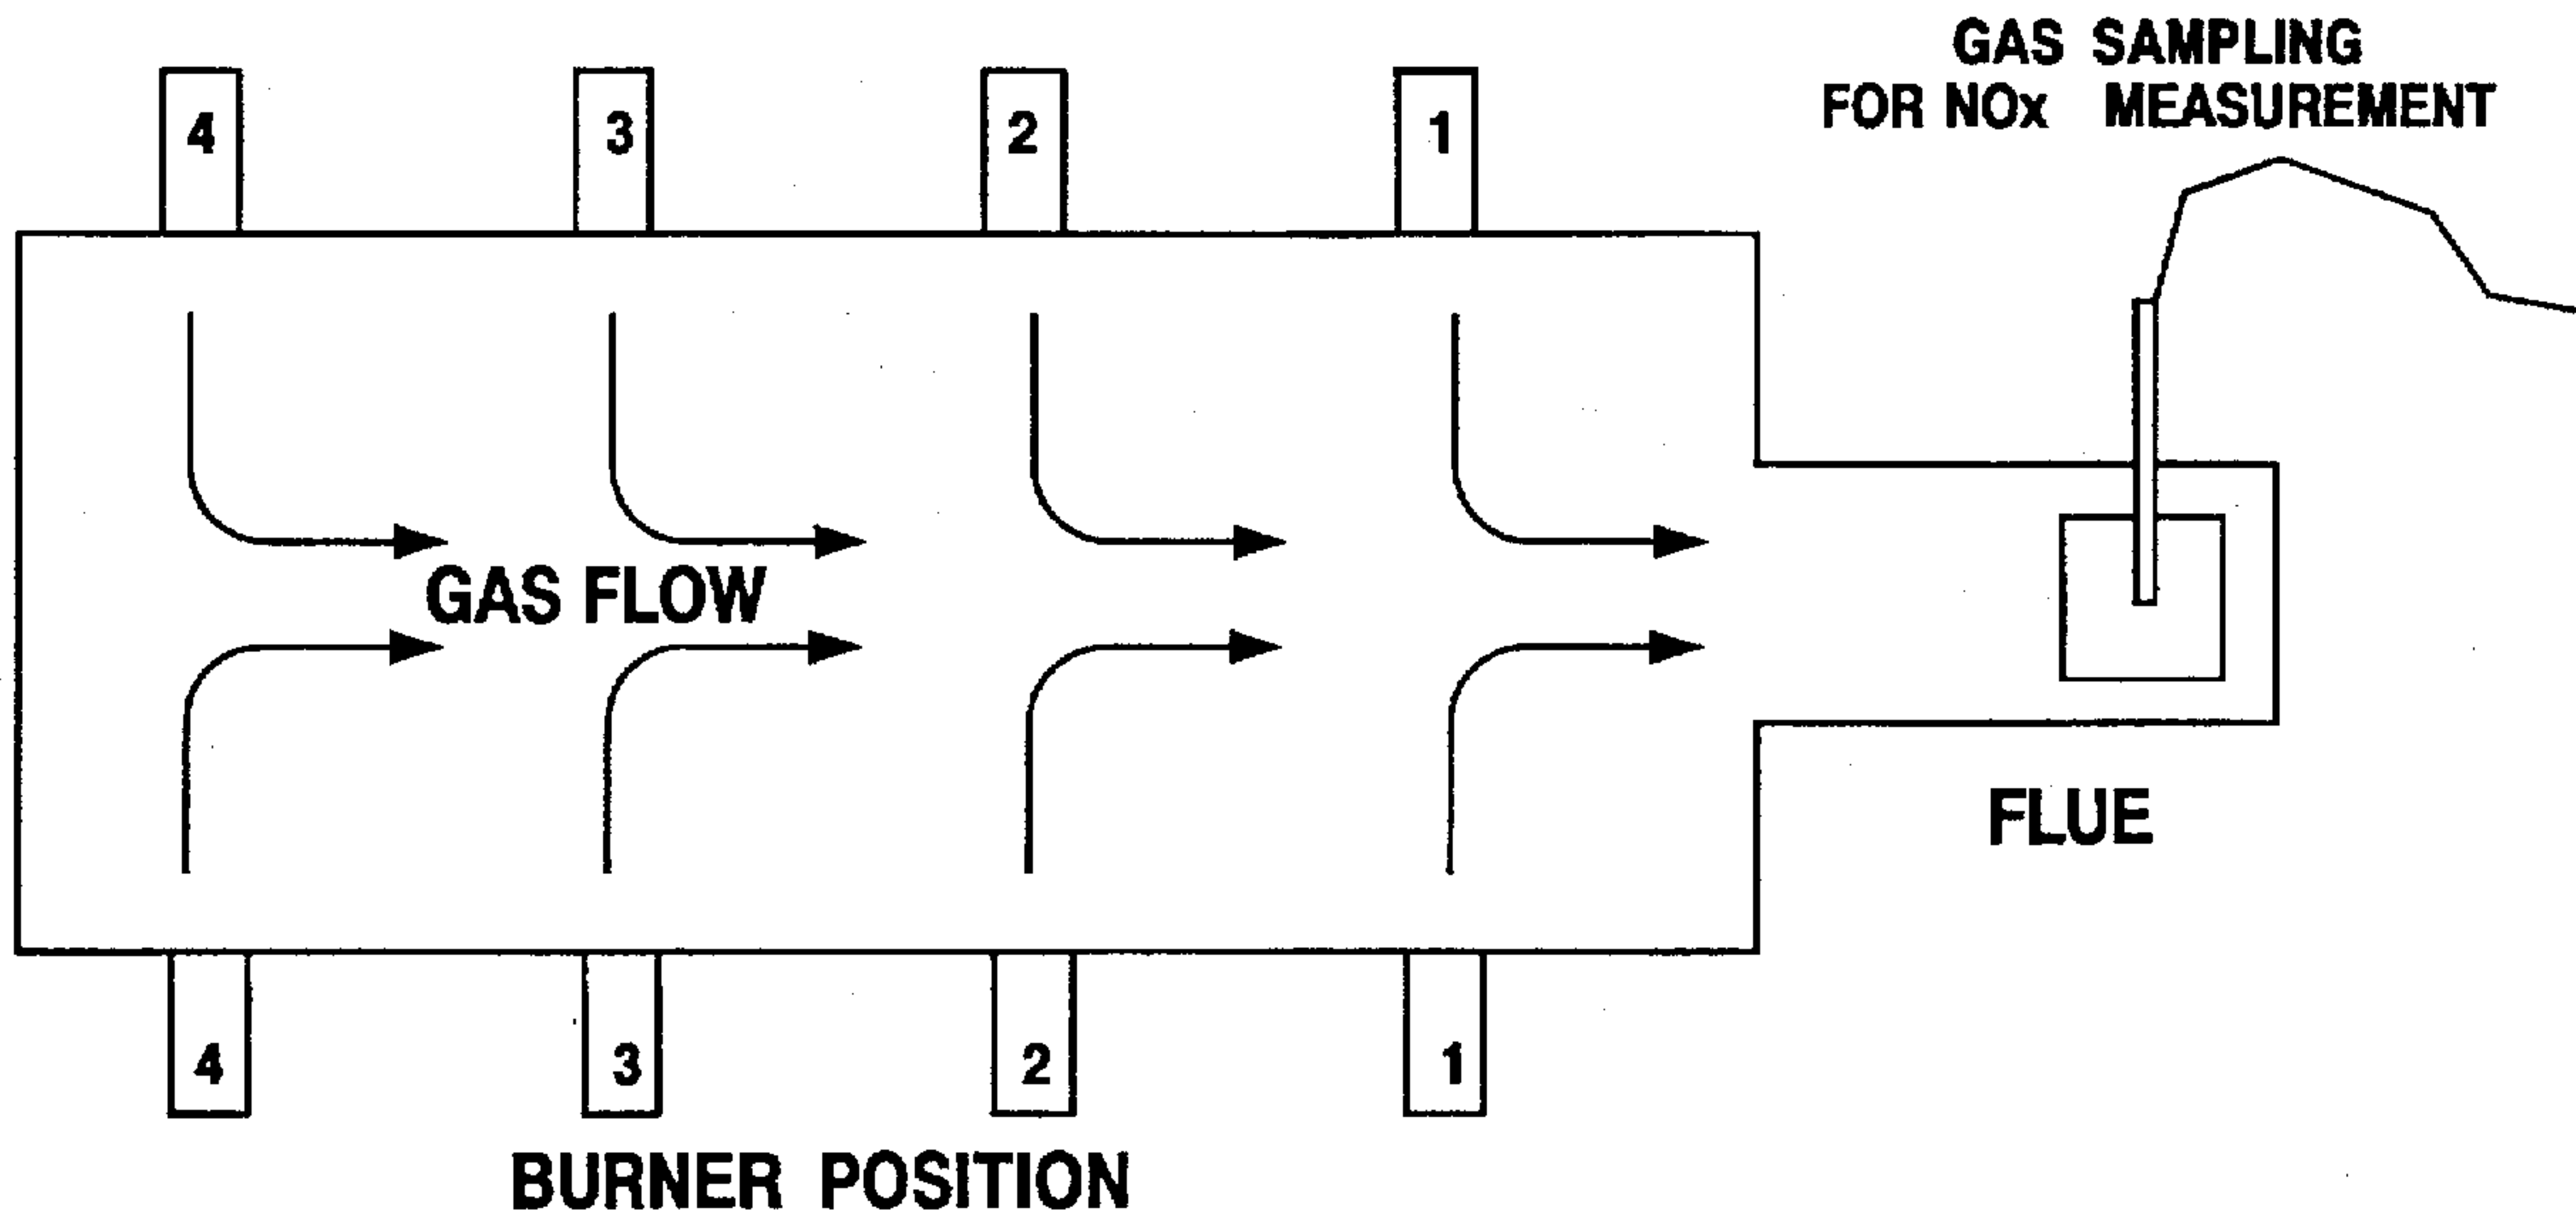 GAS SAMPLING
FOR NOx MEASUREMENT
4 3 2 1
GAS FLOW
FLUE
4 3 2 1
BURNER POSITION